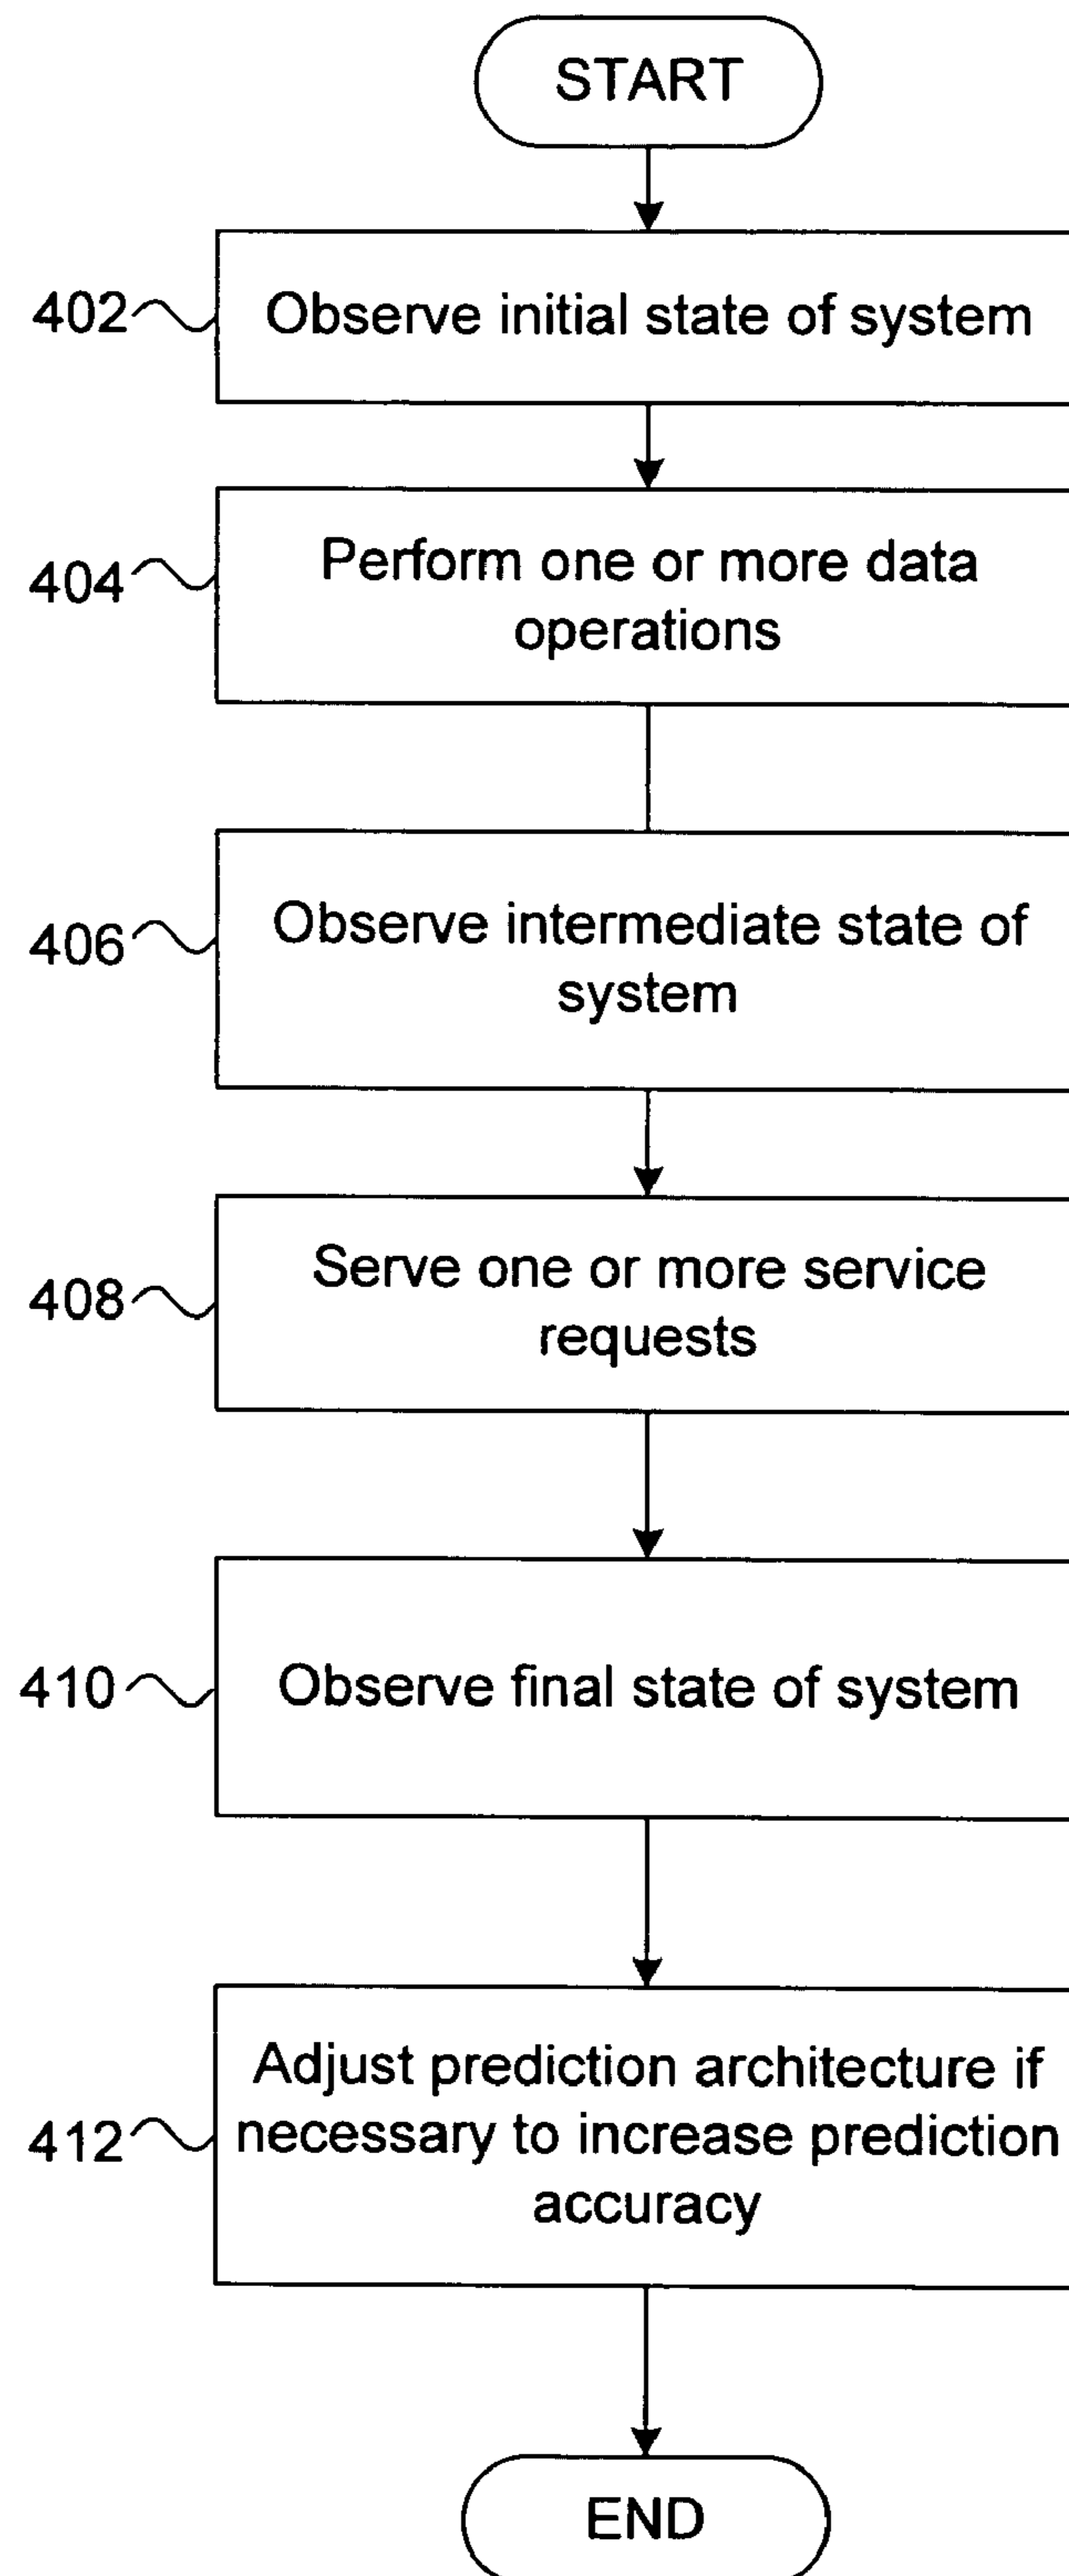 START
402
Observe initial state of system
404
Perform one or more data
operations
406
Observe intermediate state of
system
408
Serve one or more service
requests
410
Observe final state of system
412
Adjust prediction architecture if
necessary to increase prediction
accuracy
END